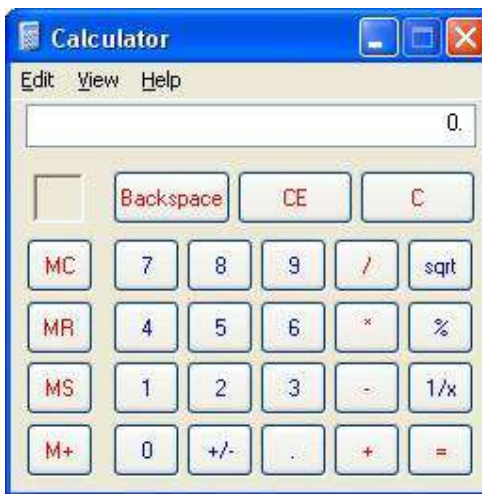 Calculator
Edit View Help
0.
Backspace CE C
MC 7 8 9 / sqrt
MR 4 5 6 * %
MS 1 2 3 - 1/x
M+ 0 +/- . + =